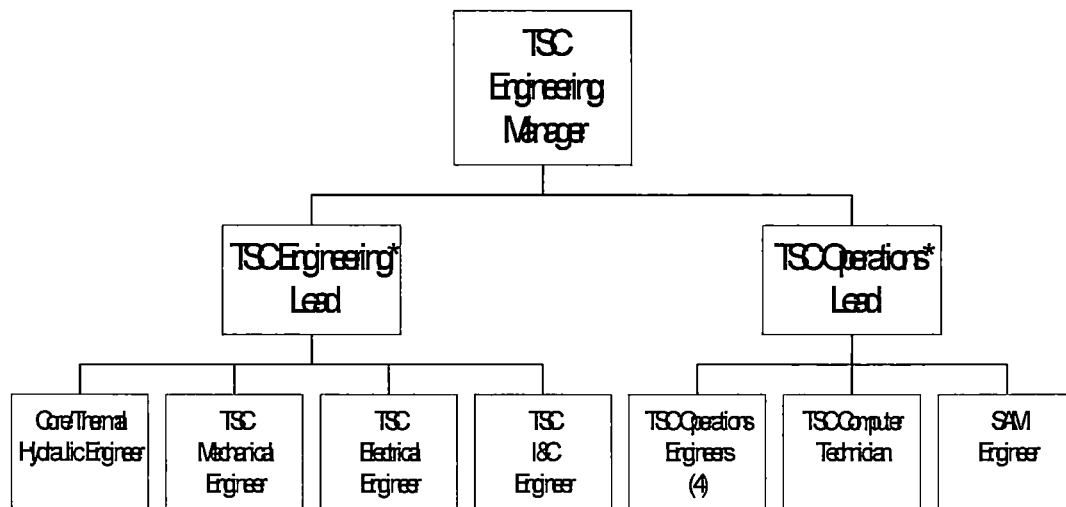 TSC
Engineering
Manager
TSC Engineering*
Lead
TSC Operations*
Lead
Core/Thermal
Hydraulic Engineer
TSC
Mechanical
Engineer
TSC
Electrical
Engineer
TSC
I&C
Engineer
TSC Operations
Engineers
(4)
TSC Computer
Technician
SAM
Engineer